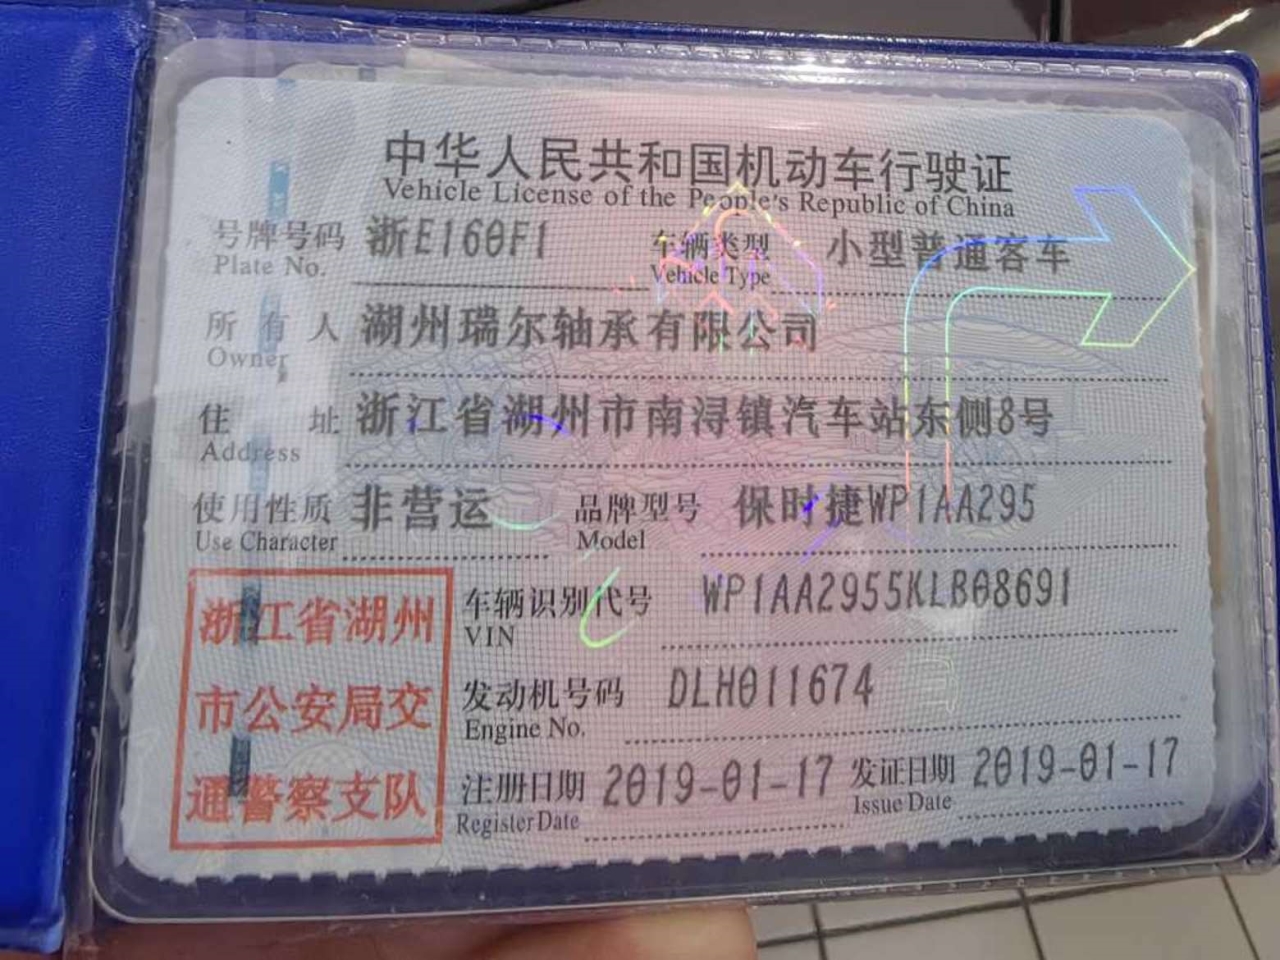 中华人民共和国机动车行驶证
Vehicle License of the People's Republic of China
号牌号码 浙E160F1 车辆类型 小型普通客车
Plate No. Vehicle Type
所有人 湖州瑞尔轴承有限公司
Owner
住址 浙江省湖州市南浔镇汽车站东侧8号
Address
使用性质 非营运 品牌型号 保时捷WP1AA295
Use Character Model
浙江省湖州
市公安局交
通警察支队
车辆识别代号 WP1AA2955KLB08691
VIN
发动机号码 DLH011674
Engine No.
注册日期 2019-01-17 发证日期 2019-01-17
Register Date Issue Date